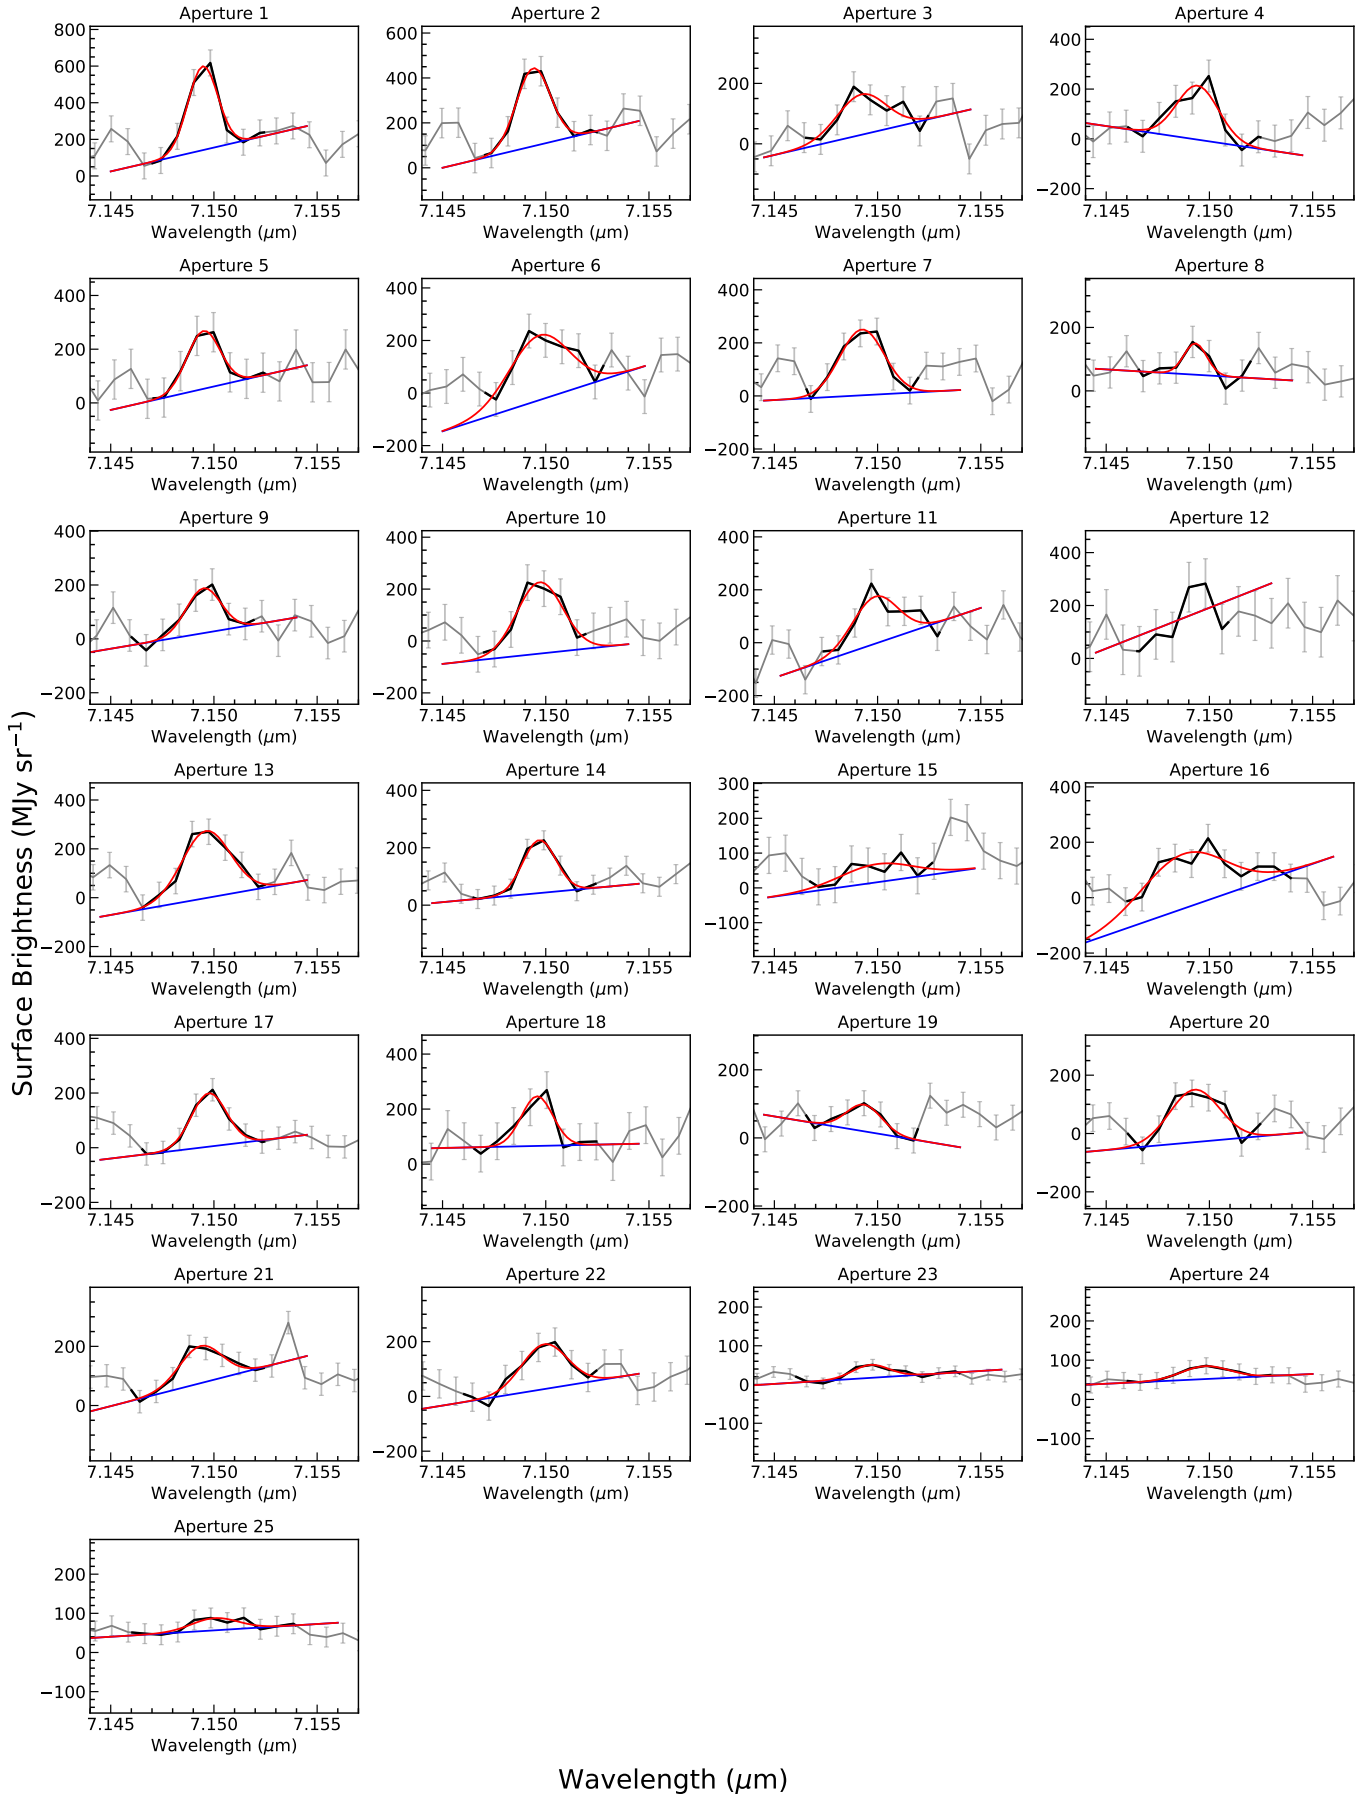 Aperture 1
Aperture 2
Aperture 3
Aperture 4
800
600
400
200
0
600
400
200
0
200
0
400
200
0
−200
7.145 7.150 7.155
7.145 7.150 7.155
7.145 7.150 7.155
7.145 7.150 7.155
Wavelength (μm)
Wavelength (μm)
Wavelength (μm)
Wavelength (μm)
Aperture 5
Aperture 6
Aperture 7
Aperture 8
400
200
0
400
200
0
−200
400
200
0
−200
200
0
7.145 7.150 7.155
7.145 7.150 7.155
7.145 7.150 7.155
7.145 7.150 7.155
Wavelength (μm)
Wavelength (μm)
Wavelength (μm)
Wavelength (μm)
Aperture 9
Aperture 10
Aperture 11
Aperture 12
400
200
0
−200
400
200
0
−200
400
200
0
−200
400
200
0
7.145 7.150 7.155
7.145 7.150 7.155
7.145 7.150 7.155
7.145 7.150 7.155
Wavelength (μm)
Wavelength (μm)
Wavelength (μm)
Wavelength (μm)
Surface Brightness (MJy sr⁻¹)
Aperture 13
Aperture 14
Aperture 15
Aperture 16
400
200
0
−200
400
200
0
300
200
100
0
−100
400
200
0
−200
7.145 7.150 7.155
7.145 7.150 7.155
7.145 7.150 7.155
7.145 7.150 7.155
Wavelength (μm)
Wavelength (μm)
Wavelength (μm)
Wavelength (μm)
Aperture 17
Aperture 18
Aperture 19
Aperture 20
400
200
0
−200
400
200
0
200
0
−200
200
0
−200
7.145 7.150 7.155
7.145 7.150 7.155
7.145 7.150 7.155
7.145 7.150 7.155
Wavelength (μm)
Wavelength (μm)
Wavelength (μm)
Wavelength (μm)
Aperture 21
Aperture 22
Aperture 23
Aperture 24
200
0
200
0
−200
200
100
0
−100
200
100
0
−100
7.145 7.150 7.155
7.145 7.150 7.155
7.145 7.150 7.155
7.145 7.150 7.155
Wavelength (μm)
Wavelength (μm)
Wavelength (μm)
Wavelength (μm)
Aperture 25
200
100
0
−100
7.145 7.150 7.155
Wavelength (μm)
Wavelength (μm)